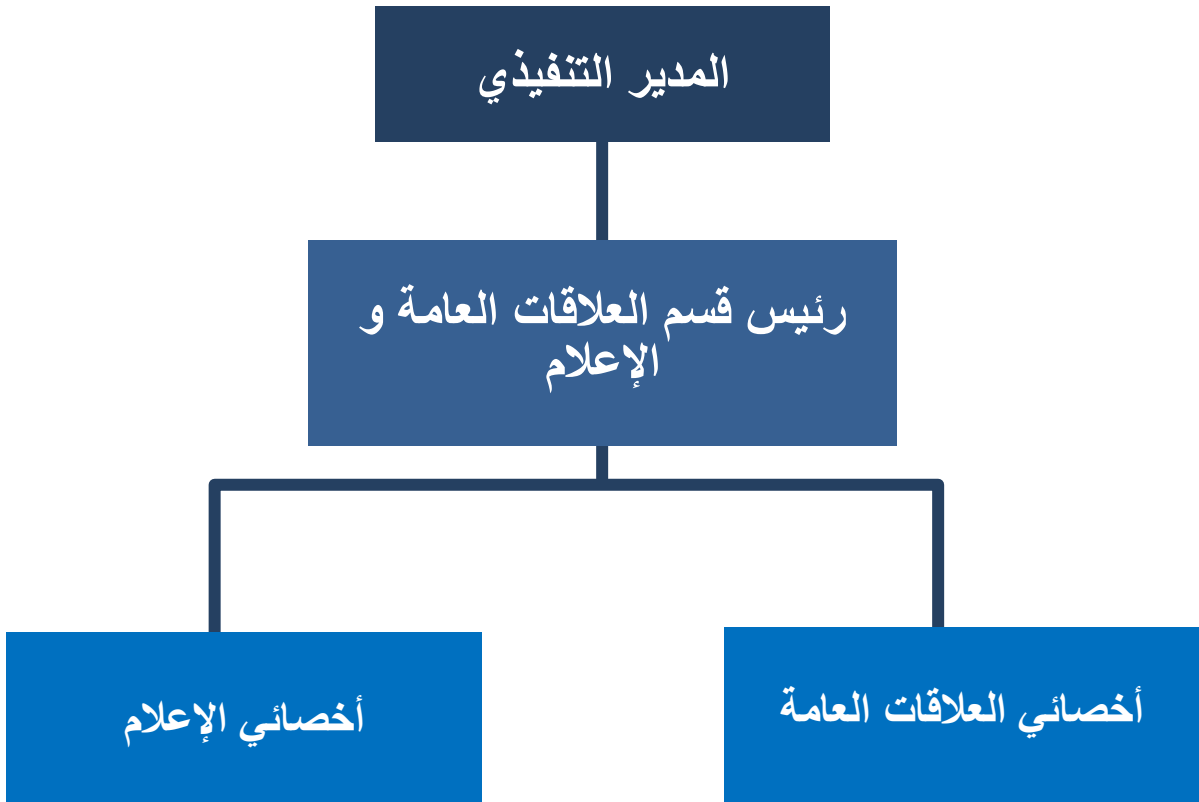 المدير التنفيذي
رئيس قسم العلاقات العامة و
الإعلام
أخصائي العلاقات العامة
أخصائي الإعلام